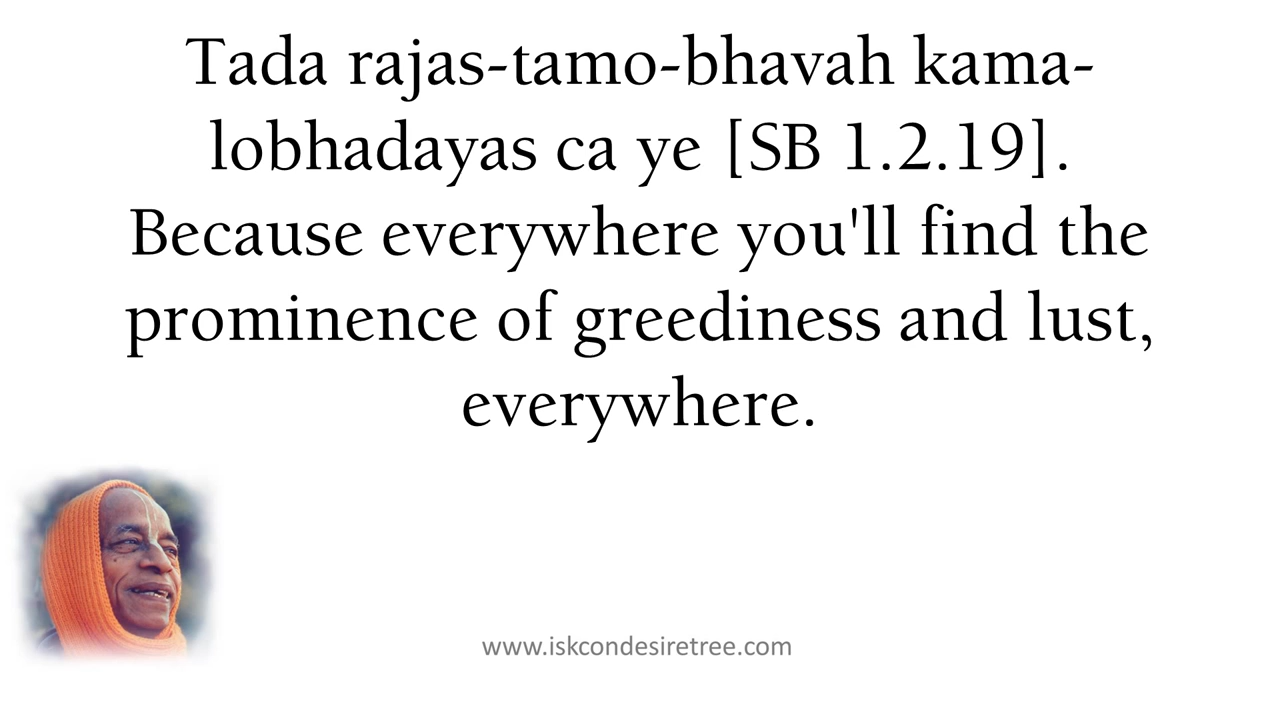 Tada rajas-tamo-bhavah kama-
lobhadayas ca ye [SB 1.2.19].
Because everywhere you'll find the
prominence of greediness and lust,
everywhere.
www.iskcondesiretree.com